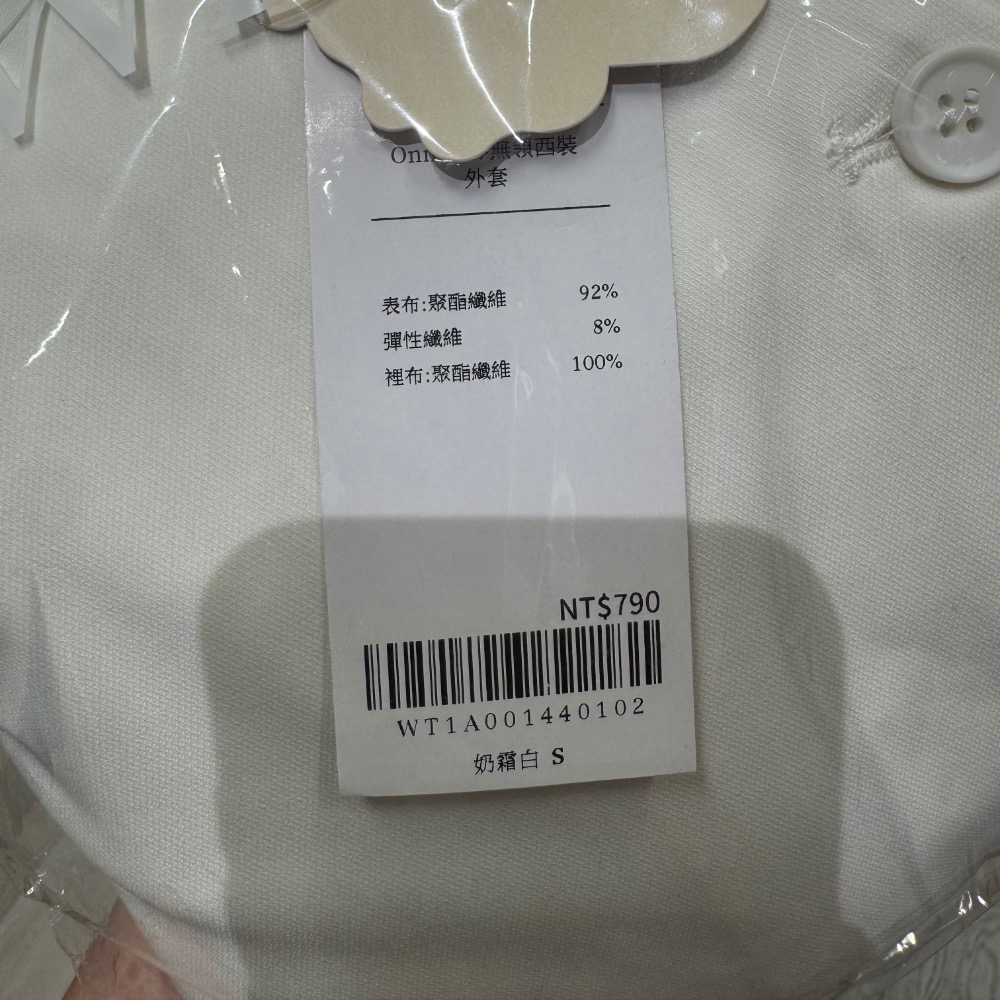 無領西裝
外套
表布:聚酯纖維 92%
彈性纖維 8%
裡布:聚酯纖維 100%
NT$790
WT1A001440102
奶霜白 S